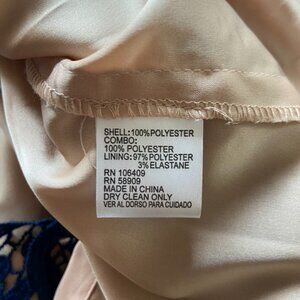 SHELL:100%POLYESTER
COMBO:
100% POLYESTER
LINING:97%POLYESTER
3% ELASTANE
RN 106409
RN 58909
MADE IN CHINA
DRY CLEAN ONLY
VER AL DORSO PARA CUIDADO